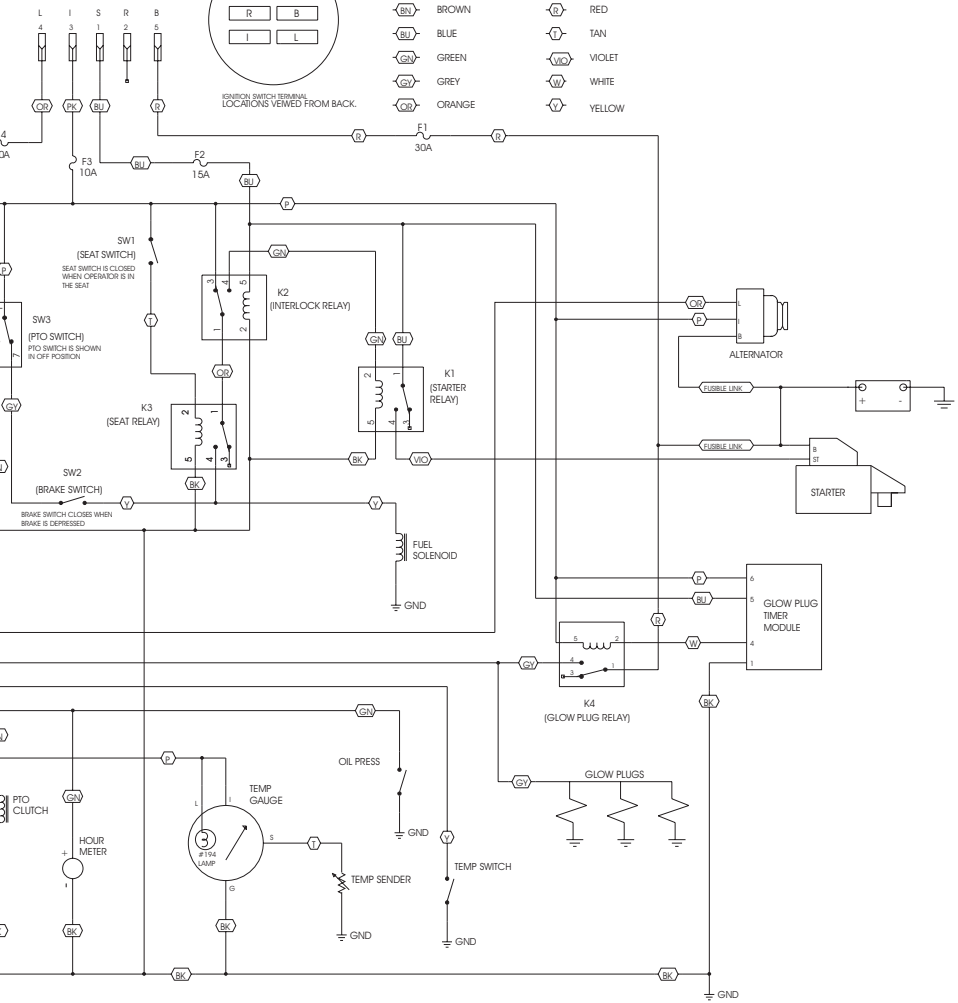 L I S R B
4 3 1 2 5
R B
I L
IGNITION SWITCH TERMINAL
LOCATIONS VEIWED FROM BACK.
BN BROWN
BU BLUE
GN GREEN
GY GREY
OR ORANGE
R RED
T TAN
VIO VIOLET
W WHITE
Y YELLOW
OR PK BU R
4
0A
F3
10A
BU
F2
15A
BU
R
F1
30A
R
P
SW1
(SEAT SWITCH)
SEAT SWITCH IS CLOSED
WHEN OPERATOR IS IN
THE SEAT
GN
3 4 5
K2
(INTERLOCK RELAY)
1 2
P
SW3
(PTO SWITCH)
PTO SWITCH IS SHOWN
IN OFF POSITION
7
T
OR
GN BU
2 1
K1
(STARTER
RELAY)
5 4 3
OR L
P I
B
ALTERNATOR
FUSIBLE LINK
+ -
GY
K3
(SEAT RELAY)
2 1
5 4 3
BK
BK
VIO
FUSIBLE LINK
B
ST
STARTER
SW2
(BRAKE SWITCH)
BRAKE SWITCH CLOSES WHEN
BRAKE IS DEPRESSED
Y
Y
FUEL
SOLENOID
GND
P 6
BU 5
GLOW PLUG
TIMER
MODULE
W 4
1
R
5 2
4
3 1
GY
K4
(GLOW PLUG RELAY)
BK
GN
P
OIL PRESS
GND
GY
GLOW PLUGS
PTO
CLUTCH
GN
HOUR
METER
+
-
TEMP
GAUGE
L I
S
#194
LAMP
G
T
TEMP SENDER
GND
Y
TEMP SWITCH
GND
BK
BK
BK
BK
GND